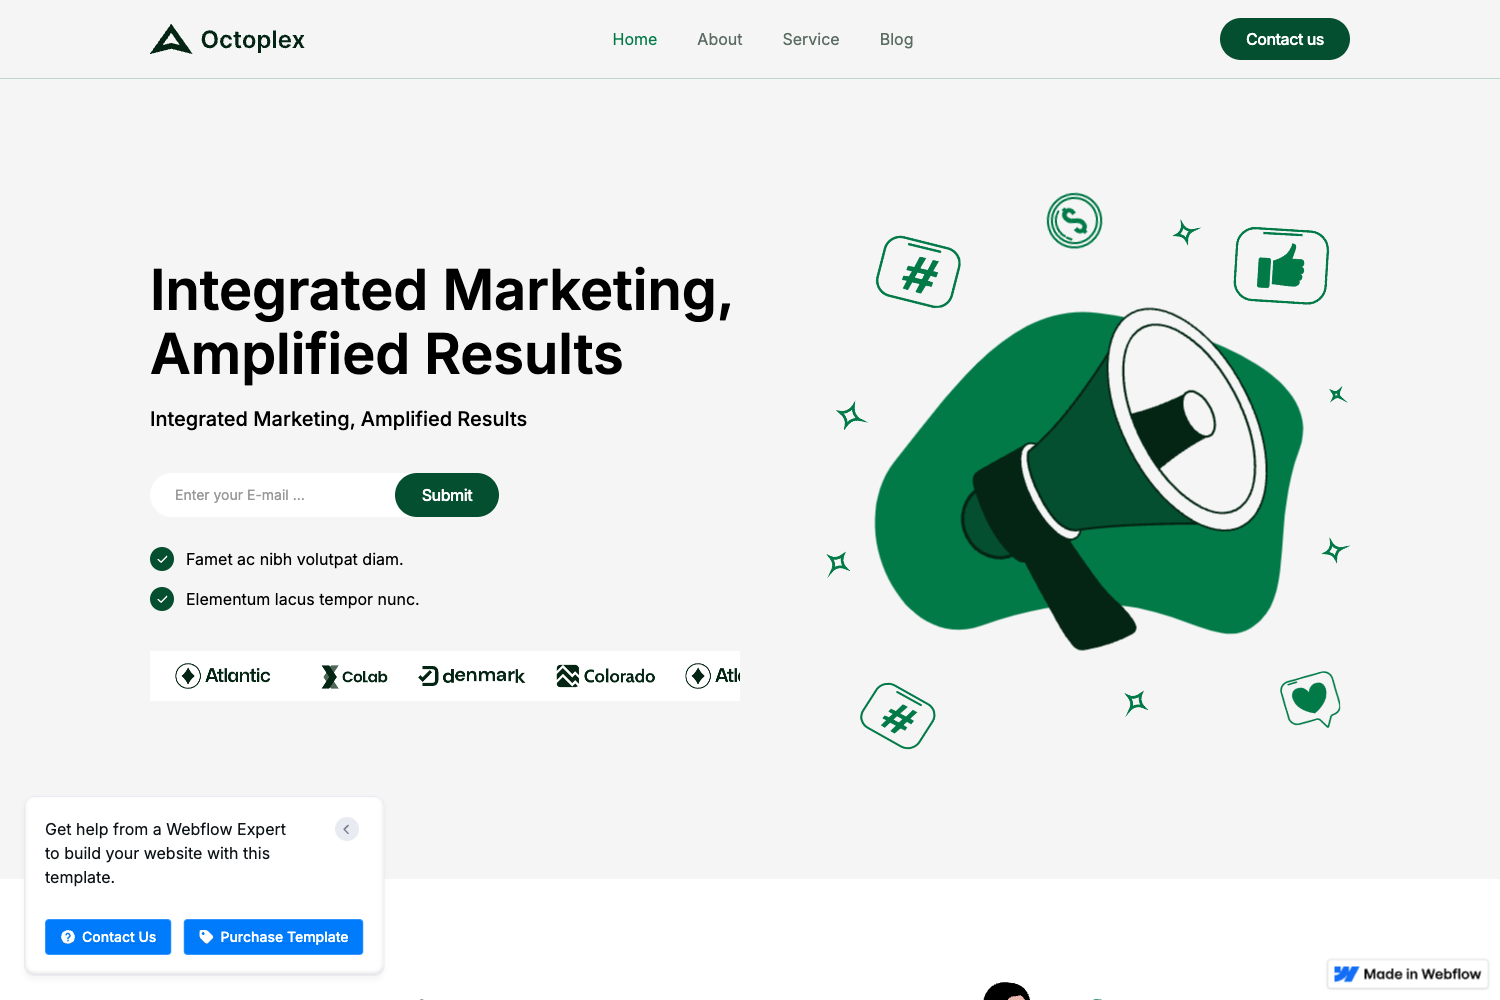 Octoplex
Home
About
Service
Blog
Contact us
Integrated Marketing,
Amplified Results
Integrated Marketing, Amplified Results
Enter your E-mail ...
Submit
Famet ac nibh volutpat diam.
Elementum lacus tempor nunc.
Atlantic
CoLab
denmark
Colorado
Atl
Get help from a Webflow Expert
to build your website with this
template.
Contact Us
Purchase Template
Made in Webflow